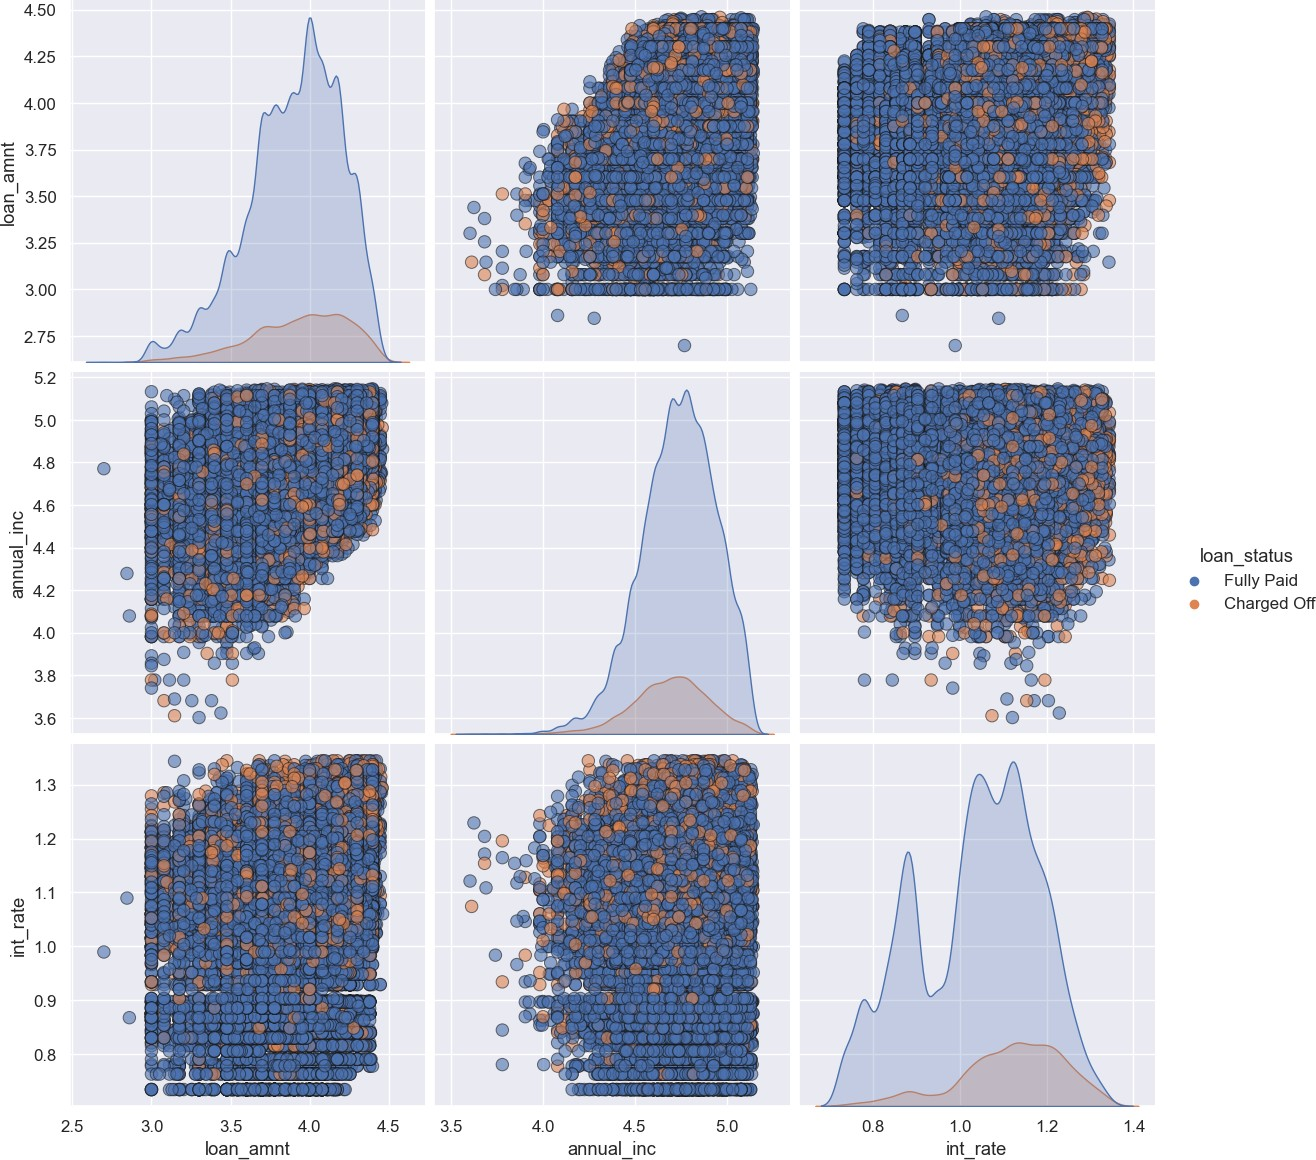 4.50
4.25
4.00
3.75
3.50
3.25
3.00
2.75
loan_amnt
5.2
5.0
4.8
4.6
4.4
4.2
4.0
3.8
3.6
annual_inc
loan_status
Fully Paid
Charged Off
1.3
1.2
1.1
1.0
0.9
0.8
int_rate
2.5 3.0 3.5 4.0 4.5 3.5 4.0 4.5 5.0 0.8 1.0 1.2 1.4
loan_amnt annual_inc int_rate